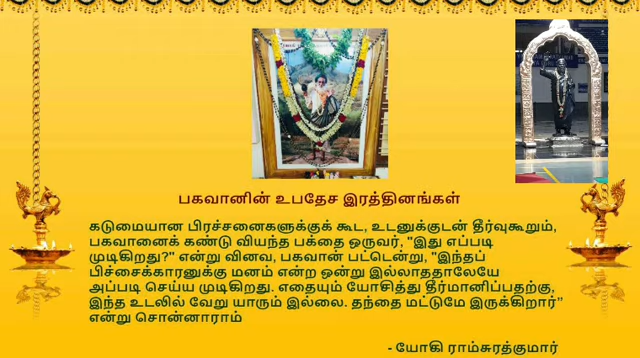 பகவானின் உபதேச இரத்தினங்கள்
கடுமையான பிரச்சனைகளுக்குக் கூட, உடனுக்குடன் தீர்வுகூறும்,
பகவானைக் கண்டு வியந்த பக்தை ஒருவர், "இது எப்படி
முடிகிறது?" என்று வினவ, பகவான் பட்டென்று, "இந்தப்
பிச்சைக்காரனுக்கு மனம் என்ற ஒன்று இல்லாததாலேயே
அப்படி செய்ய முடிகிறது. எதையும் யோசித்து தீர்மானிப்பதற்கு,
இந்த உடலில் வேறு யாரும் இல்லை. தந்தை மட்டுமே இருக்கிறார்"
என்று சொன்னாராம்
- யோகி ராம்சுரத்குமார்